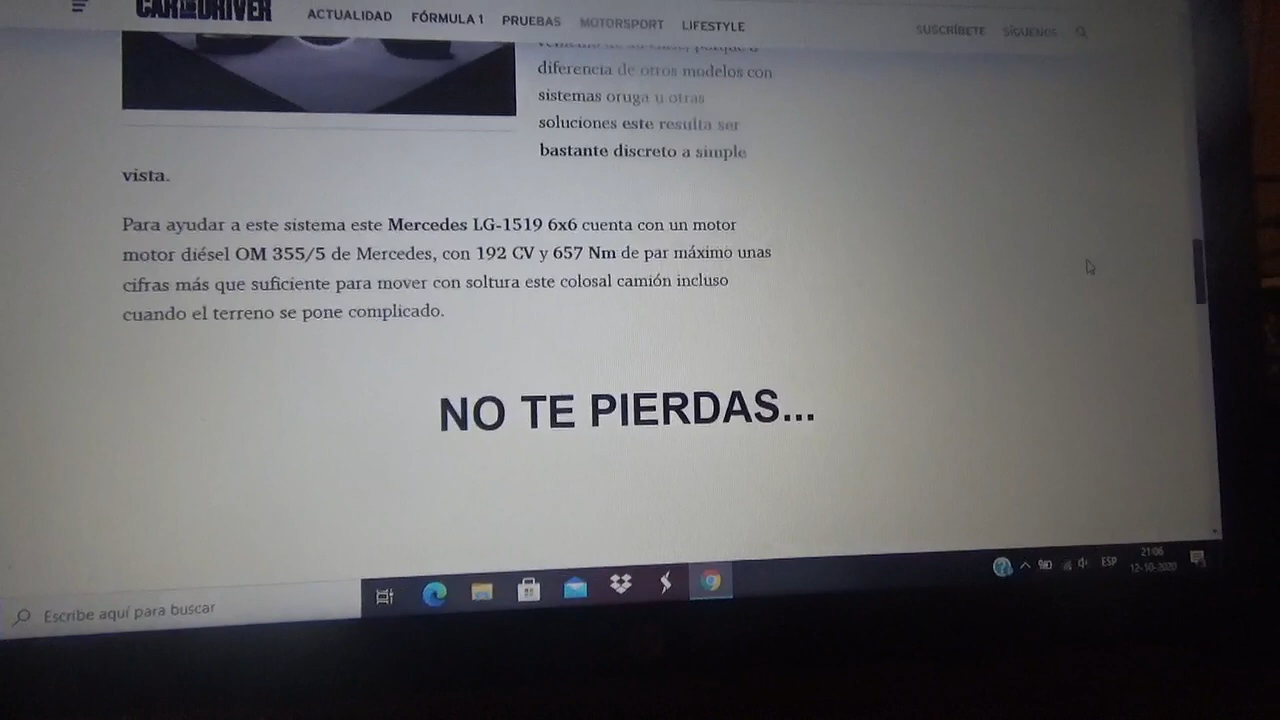 CAR AND DRIVER
ACTUALIDAD FÓRMULA 1 PRUEBAS MOTORSPORT LIFESTYLE
SUSCRÍBETE SÍGUENOS
diferencia de otros modelos con
sistemas oruga u otras
soluciones este resulta ser
bastante discreto a simple
vista.
Para ayudar a este sistema este Mercedes LG-1519 6x6 cuenta con un motor
motor diésel OM 355/5 de Mercedes, con 192 CV y 657 Nm de par máximo unas
cifras más que suficiente para mover con soltura este colosal camión incluso
cuando el terreno se pone complicado.
NO TE PIERDAS...
ESP
21:06
12-10-2020
Escribe aquí para buscar